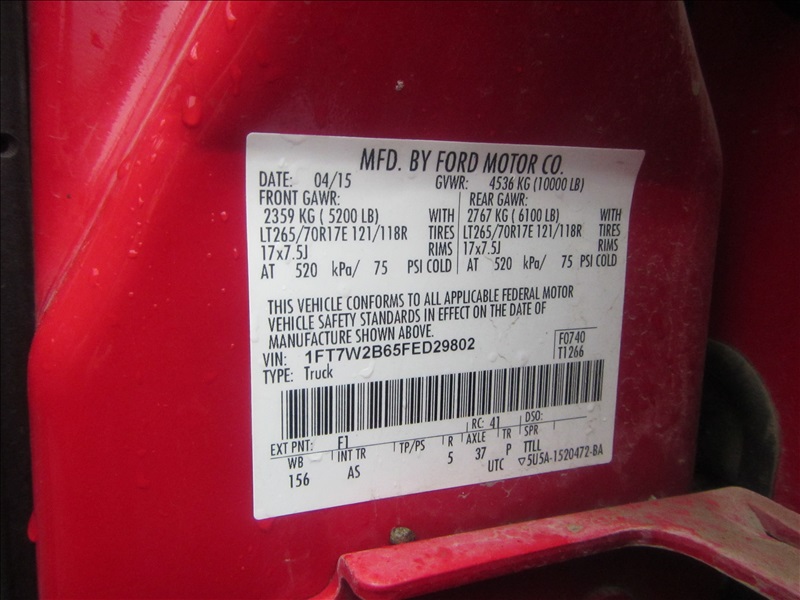 MFD. BY FORD MOTOR CO.
DATE: 04/15 GVWR: 4536 KG (10000 LB)
FRONT GAWR: REAR GAWR:
2359 KG ( 5200 LB) WITH 2767 KG ( 6100 LB) WITH
LT265/70R17E 121/118R TIRES LT265/70R17E 121/118R TIRES
17x7.5J RIMS 17x7.5J RIMS
AT 520 kPa/ 75 PSI COLD AT 520 kPa/ 75 PSI COLD
THIS VEHICLE CONFORMS TO ALL APPLICABLE FEDERAL MOTOR
VEHICLE SAFETY STANDARDS IN EFFECT ON THE DATE OF
MANUFACTURE SHOWN ABOVE.
VIN: 1FT7W2B65FED29802 F0740
TYPE: Truck T1266
EXT PNT: F1 RC: 41 DSO:
WB INT TR TP/PS R AXLE TR SPR
156 AS 5 37 P TTLL
UTC ▽5U5A-1520472-BA